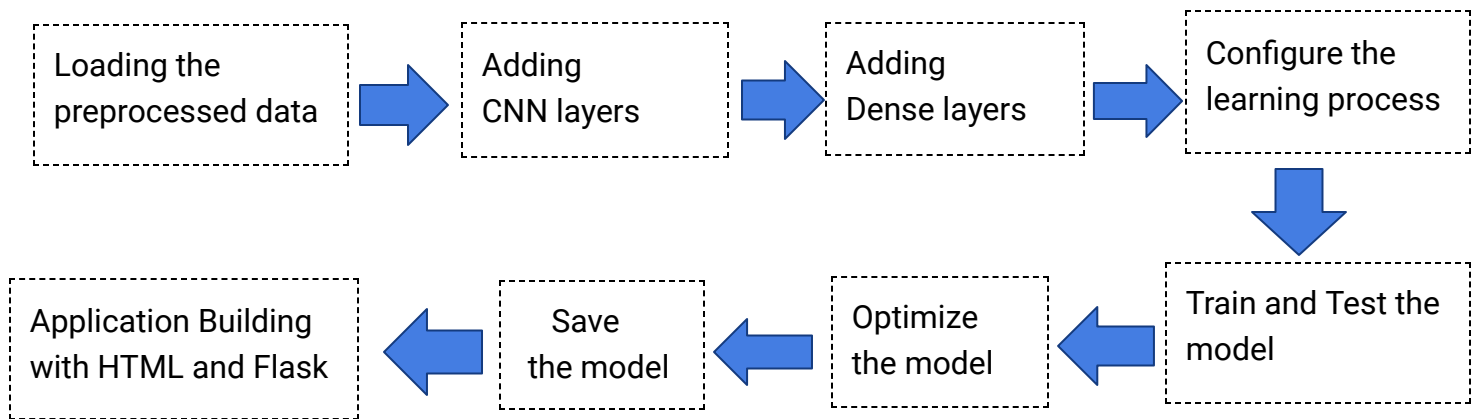 Loading the
preprocessed data
Adding
CNN layers
Adding
Dense layers
Configure the
learning process
Train and Test the
model
Optimize
the model
Save
the model
Application Building
with HTML and Flask